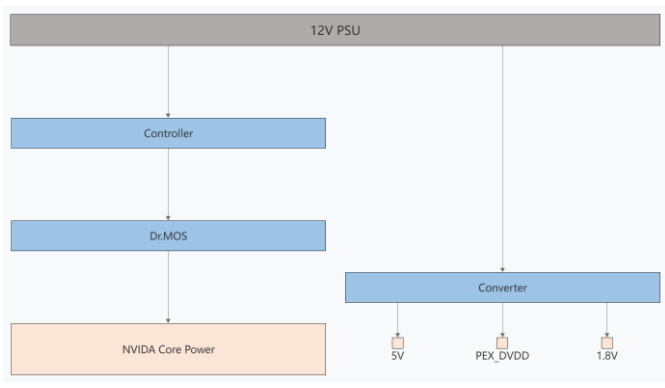 12V PSU
Controller
Dr.MOS
Converter
NVIDA Core Power
5V
PEX_DVDD
1.8V